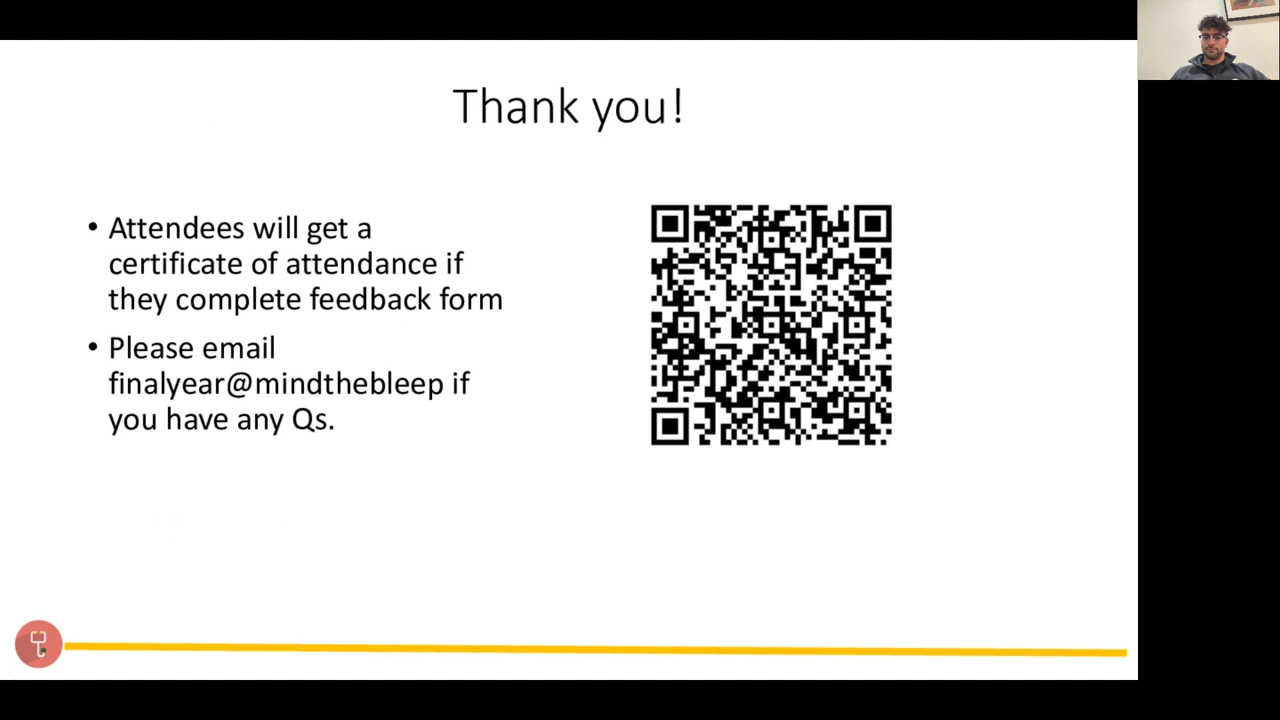 Thank you!
• Attendees will get a
certificate of attendance if
they complete feedback form
• Please email
finalyear@mindthebleep if
you have any Qs.